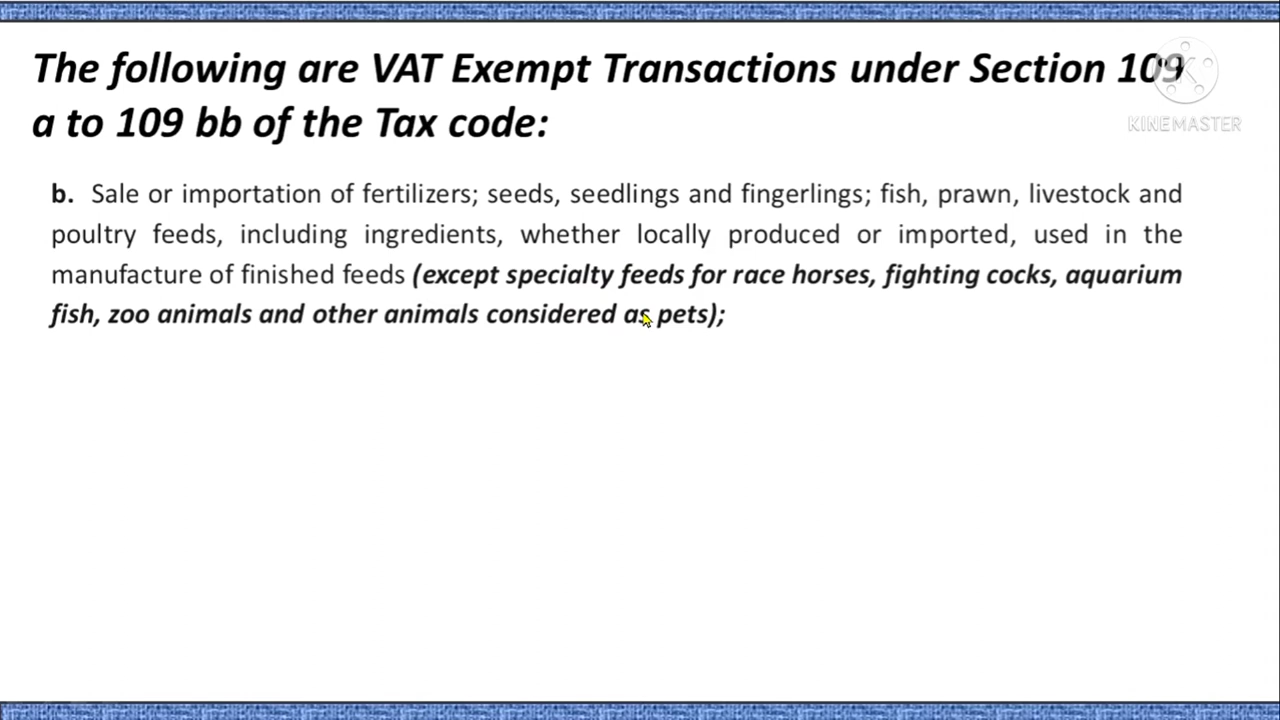 The following are VAT Exempt Transactions under Section 109
a to 109 bb of the Tax code:
KINEMASTER
b. Sale or importation of fertilizers; seeds, seedlings and fingerlings; fish, prawn, livestock and
poultry feeds, including ingredients, whether locally produced or imported, used in the
manufacture of finished feeds (except specialty feeds for race horses, fighting cocks, aquarium
fish, zoo animals and other animals considered as pets);